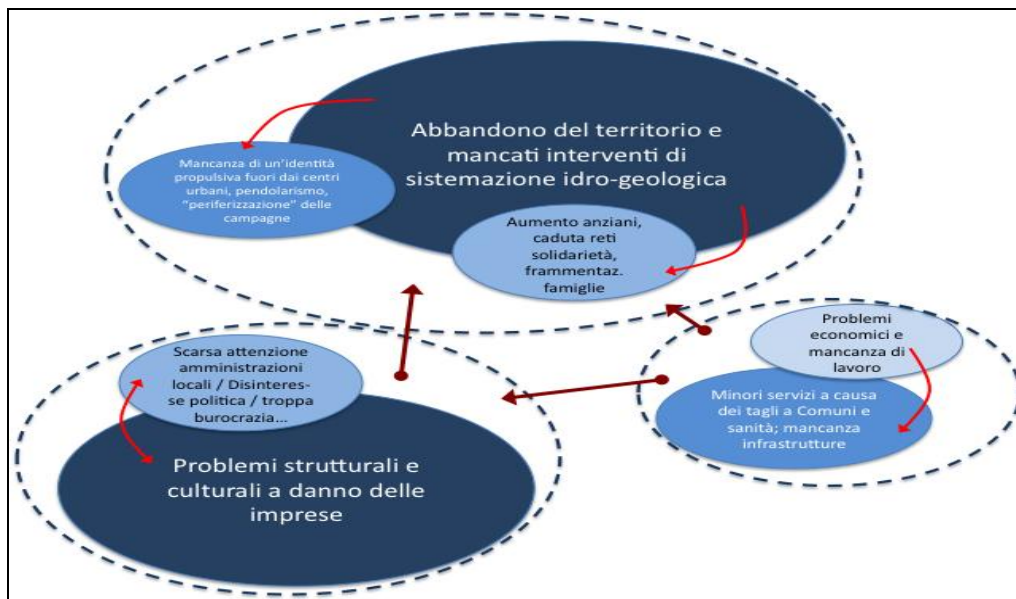 Abbandono del territorio e
mancati interventi di
sistemazione idro-geologica
Mancanza di un'identità
propulsiva fuori dai centri
urbani, pendolarismo,
"periferizzazione" delle
campagne
Aumento anziani,
caduta reti
solidarietà,
frammentaz.
famiglie
Scarsa attenzione
amministrazioni
locali / Disinteres-
se politica / troppa
burocrazia...
Problemi strutturali e
culturali a danno delle
imprese
Problemi
economici e
mancanza di
lavoro
Minori servizi a causa
dei tagli a Comuni e
sanità; mancanza
infrastrutture